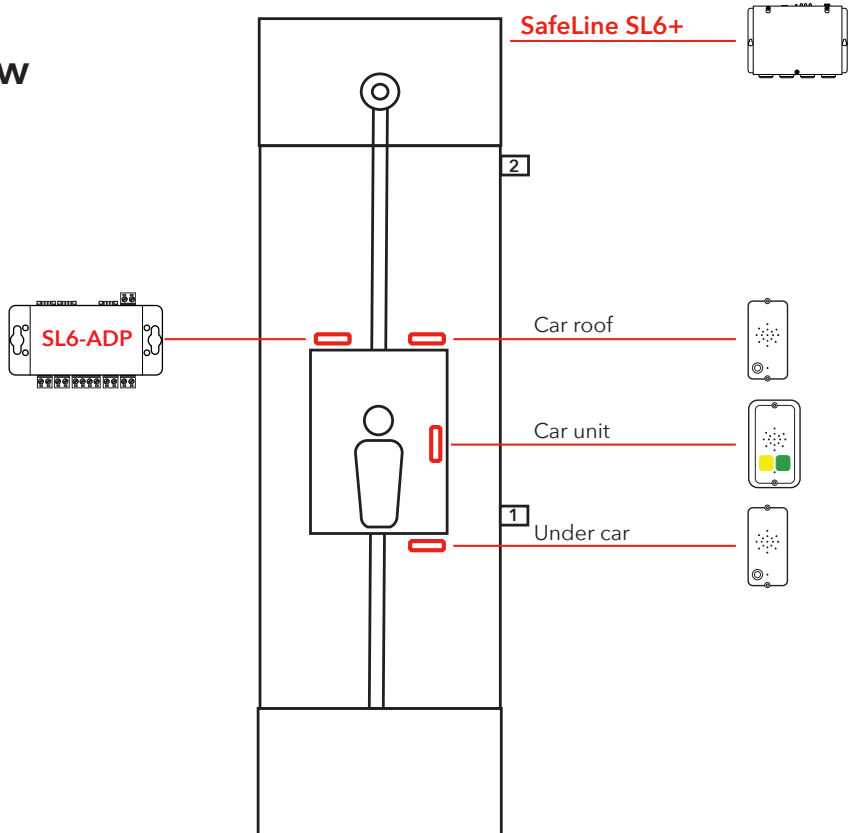 SafeLine SL6+
w
2
SL6-ADP
Car roof
Car unit
1
Under car